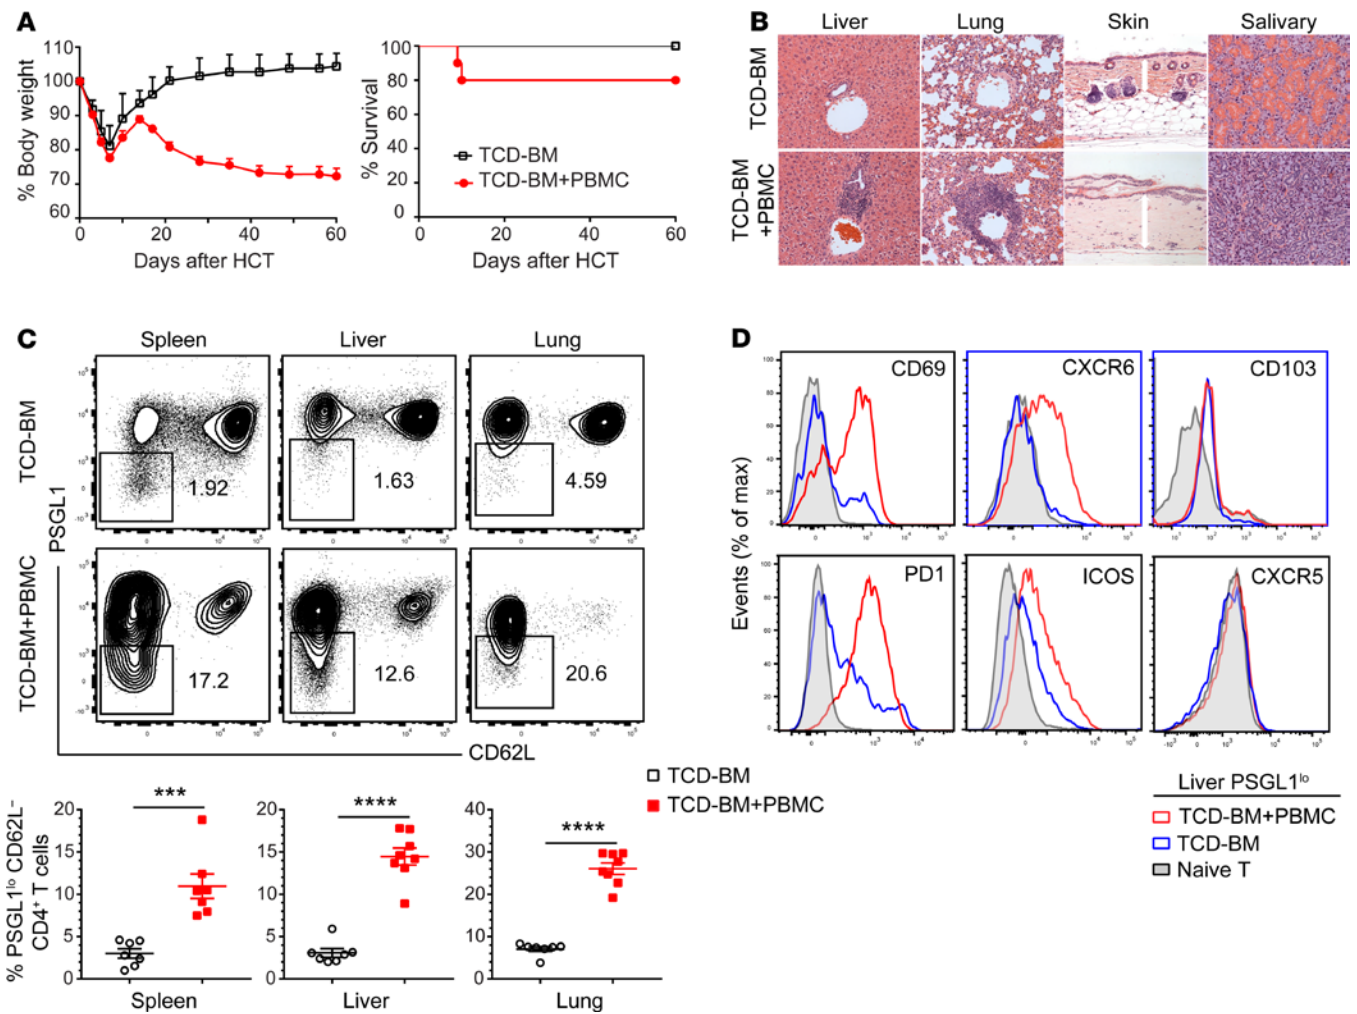 A
110
100
90
80
70
60
% Body weight
0
20
40
60
Days after HCT
100
80
60
40
20
0
% Survival
TCD-BM
TCD-BM+PBMC
0
20
40
60
Days after HCT
B
Liver
Lung
Skin
Salivary
TCD-BM
TCD-BM
+PBMC
C
Spleen
Liver
Lung
TCD-BM
1.92
1.63
4.59
PSGL1
TCD-BM+PBMC
17.2
12.6
20.6
CD62L
TCD-BM
TCD-BM+PBMC
% PSGL1lo CD62L–
CD4+ T cells
20
15
10
5
0
***
Spleen
20
15
10
5
0
****
Liver
40
30
20
10
0
****
Lung
D
Events (% of max)
CD69
CXCR6
CD103
PD1
ICOS
CXCR5
Liver PSGL1lo
TCD-BM+PBMC
TCD-BM
Naive T